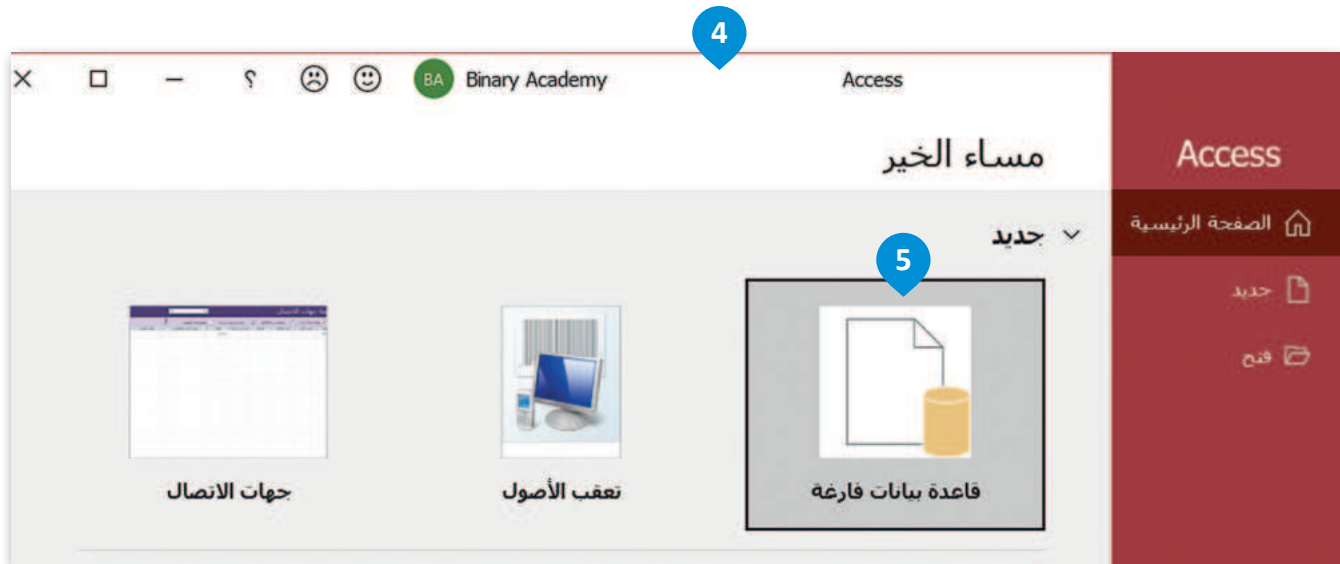 4
Access
Binary Academy
BA
؟
Access
مساء الخير
الصفحة الرئيسية
جديد
فتح
جديد
5
قاعدة بيانات فارغة
تعقب الأصول
جهات الاتصال